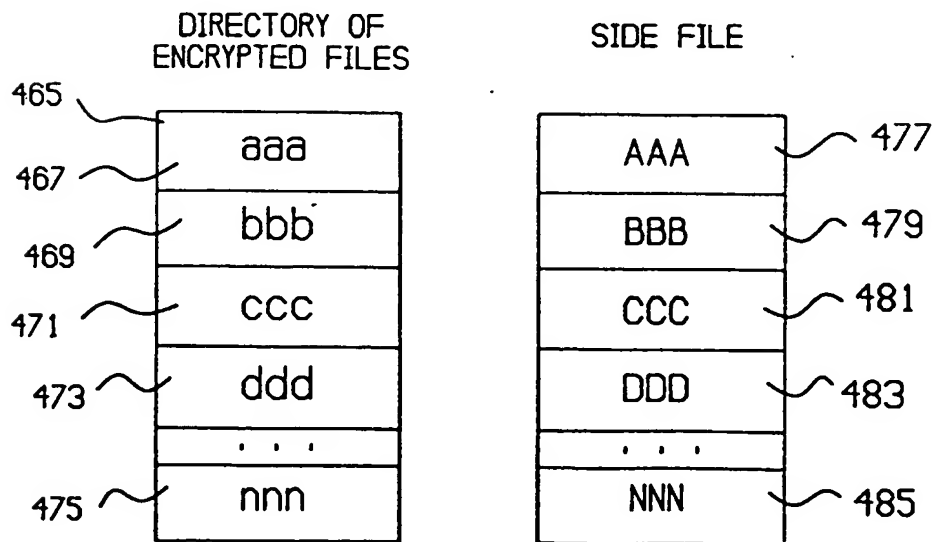 DIRECTORY OF
ENCRYPTED FILES
465
467
aaa
469
bbb
471
ccc
473
ddd
. . .
475
nnn
SIDE FILE
AAA
477
BBB
479
CCC
481
DDD
483
. . .
NNN
485